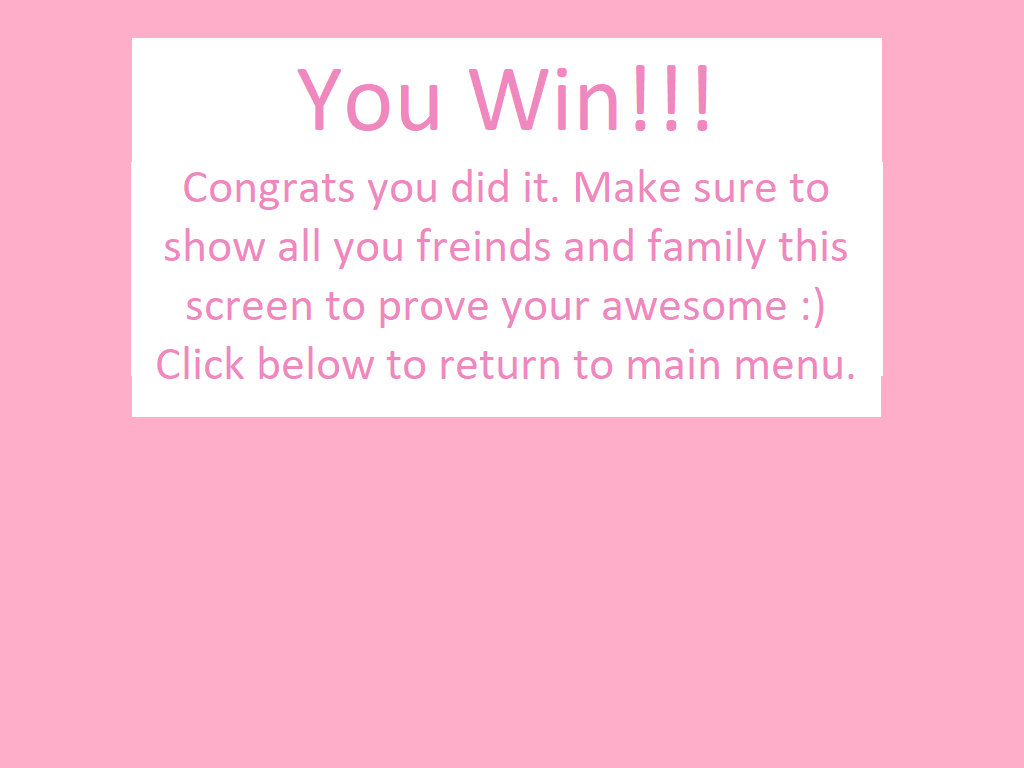 You Win!!!
Congrats you did it. Make sure to
show all you freinds and family this
screen to prove your awesome :)
Click below to return to main menu.